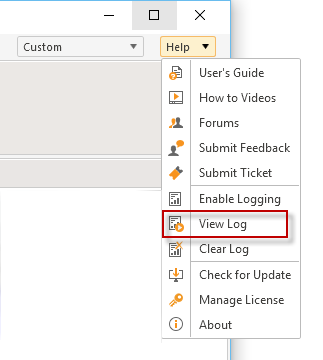 Custom
Help
User's Guide
How to Videos
Forums
Submit Feedback
Submit Ticket
Enable Logging
View Log
Clear Log
Check for Update
Manage License
About